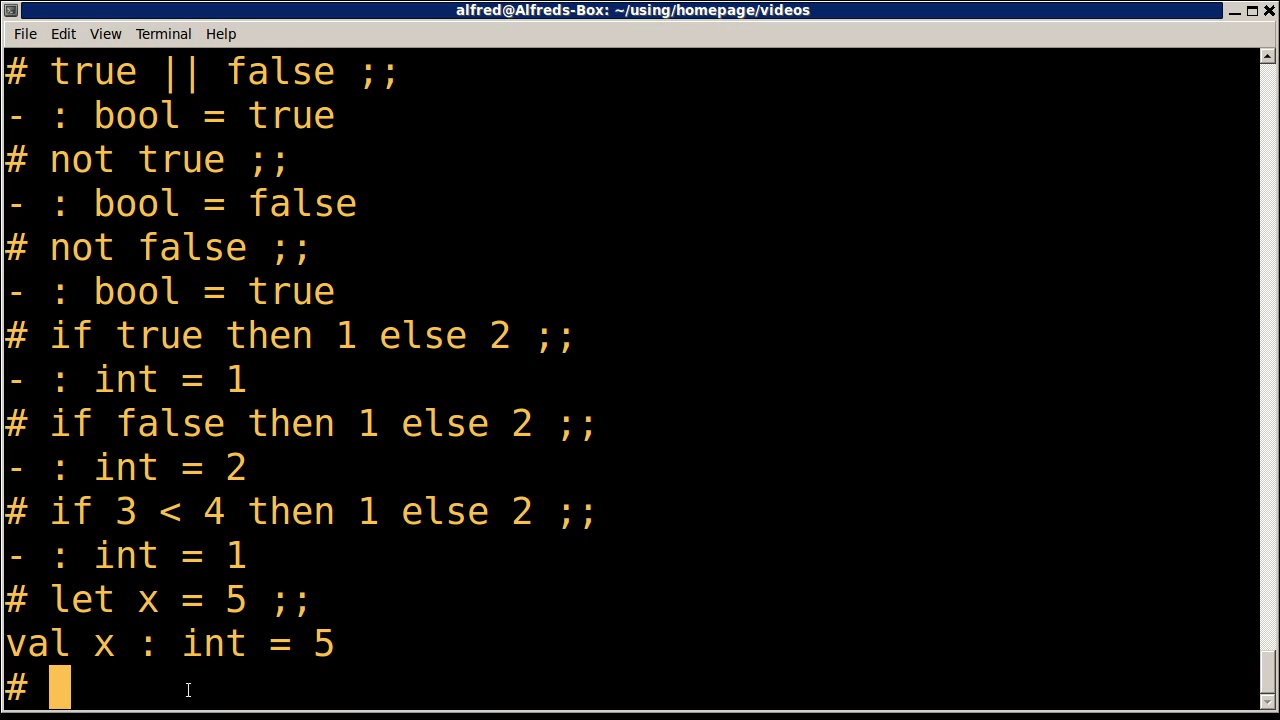 alfred@Alfreds-Box: ~/using/homepage/videos
File Edit View Terminal Help
# true || false ;;
- : bool = true
# not true ;;
- : bool = false
# not false ;;
- : bool = true
# if true then 1 else 2 ;;
- : int = 1
# if false then 1 else 2 ;;
- : int = 2
# if 3 < 4 then 1 else 2 ;;
- : int = 1
# let x = 5 ;;
val x : int = 5
#